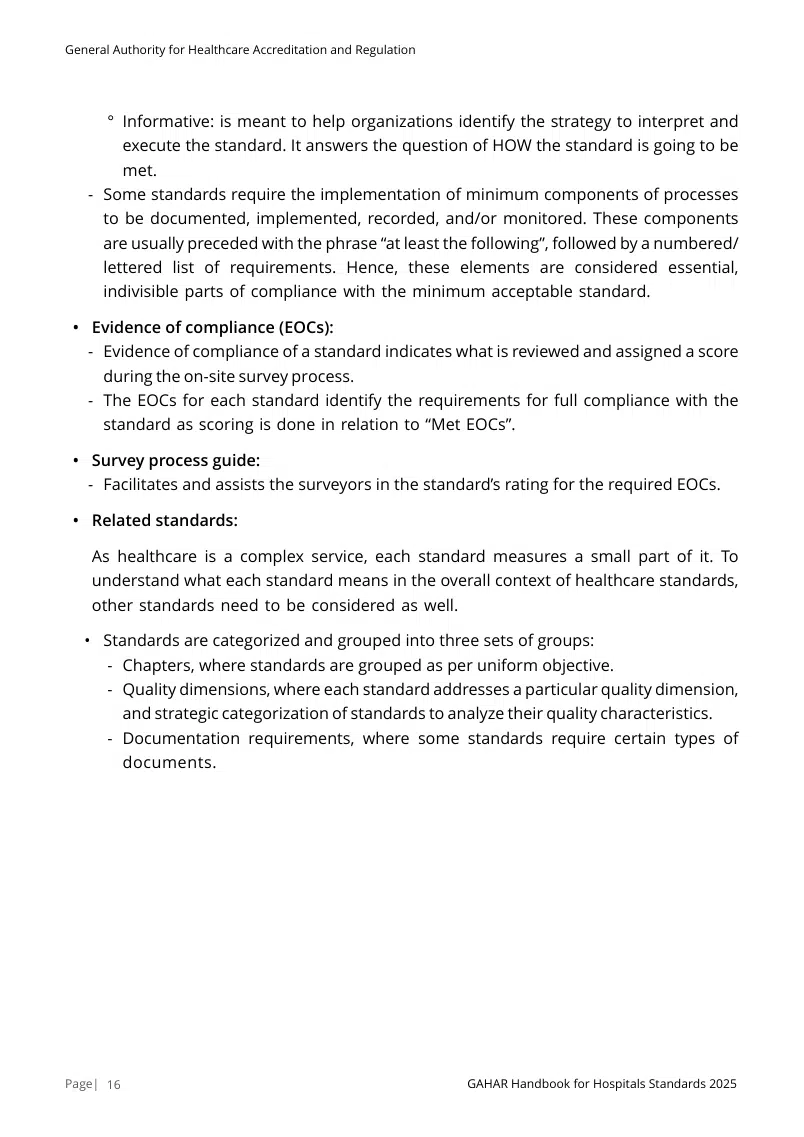 General Authority for Healthcare Accreditation and Regulation
° Informative: is meant to help organizations identify the strategy to interpret and
execute the standard. It answers the question of HOW the standard is going to be
met.
- Some standards require the implementation of minimum components of processes
to be documented, implemented, recorded, and/or monitored. These components
are usually preceded with the phrase “at least the following”, followed by a numbered/
lettered list of requirements. Hence, these elements are considered essential,
indivisible parts of compliance with the minimum acceptable standard.
• Evidence of compliance (EOCs):
- Evidence of compliance of a standard indicates what is reviewed and assigned a score
during the on-site survey process.
- The EOCs for each standard identify the requirements for full compliance with the
standard as scoring is done in relation to “Met EOCs”.
• Survey process guide:
- Facilitates and assists the surveyors in the standard’s rating for the required EOCs.
• Related standards:
As healthcare is a complex service, each standard measures a small part of it. To
understand what each standard means in the overall context of healthcare standards,
other standards need to be considered as well.
• Standards are categorized and grouped into three sets of groups:
- Chapters, where standards are grouped as per uniform objective.
- Quality dimensions, where each standard addresses a particular quality dimension,
and strategic categorization of standards to analyze their quality characteristics.
- Documentation requirements, where some standards require certain types of
documents.
Page| 16
GAHAR Handbook for Hospitals Standards 2025